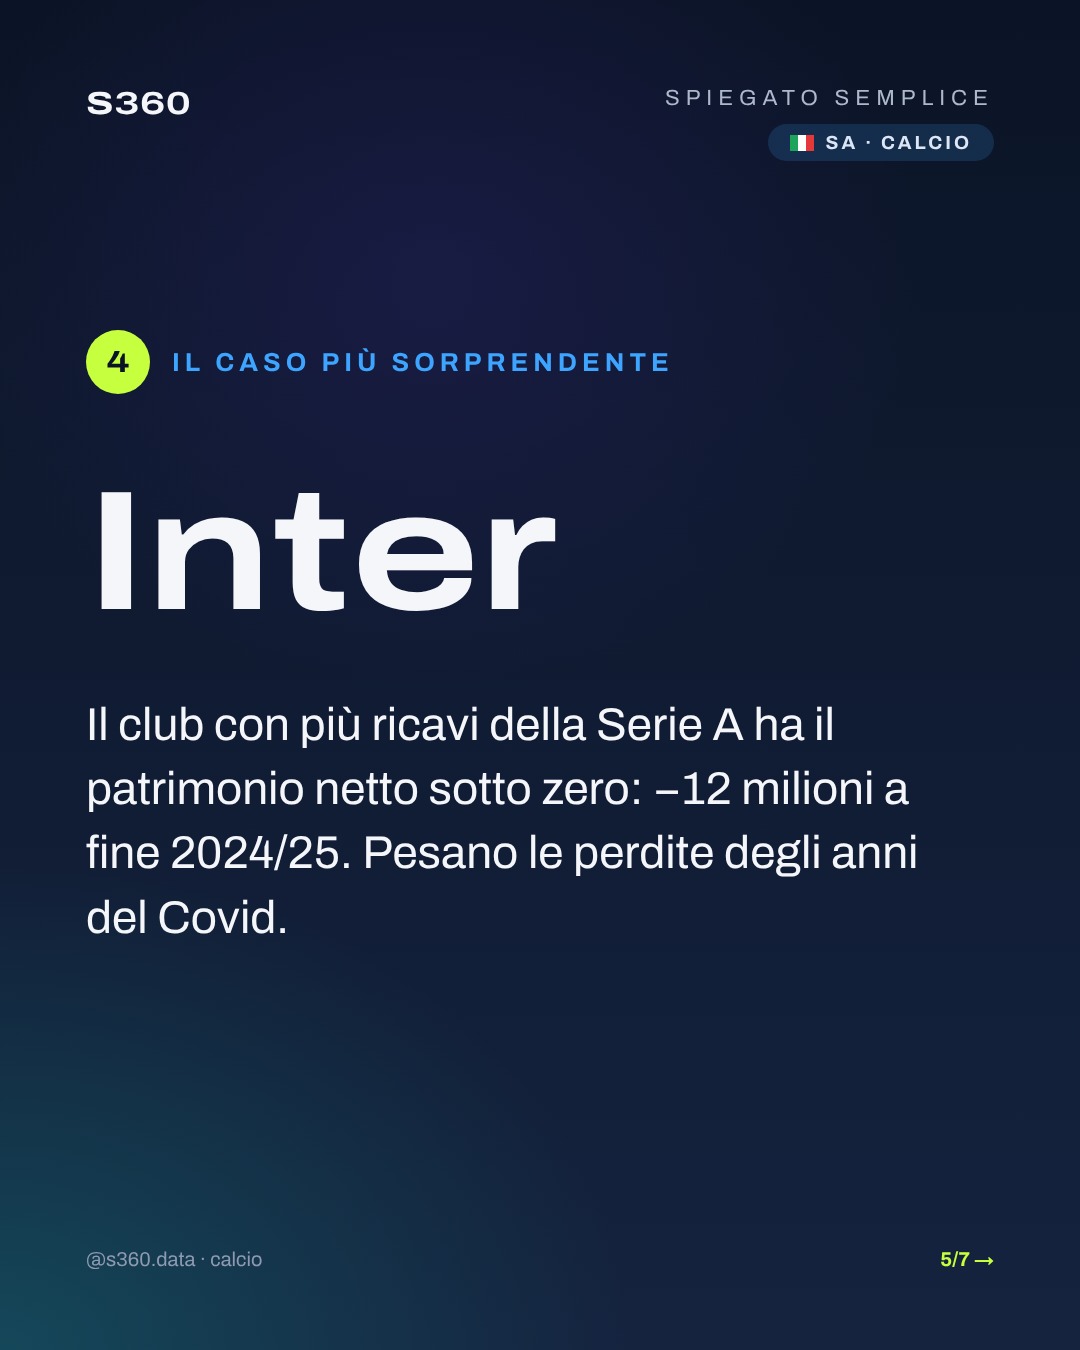 S360
SPIEGATO SEMPLICE
SA · CALCIO
4 IL CASO PIÙ SORPRENDENTE
Inter
Il club con più ricavi della Serie A ha il
patrimonio netto sotto zero: –12 milioni a
fine 2024/25. Pesano le perdite degli anni
del Covid.
@s360.data · calcio
5/7 →